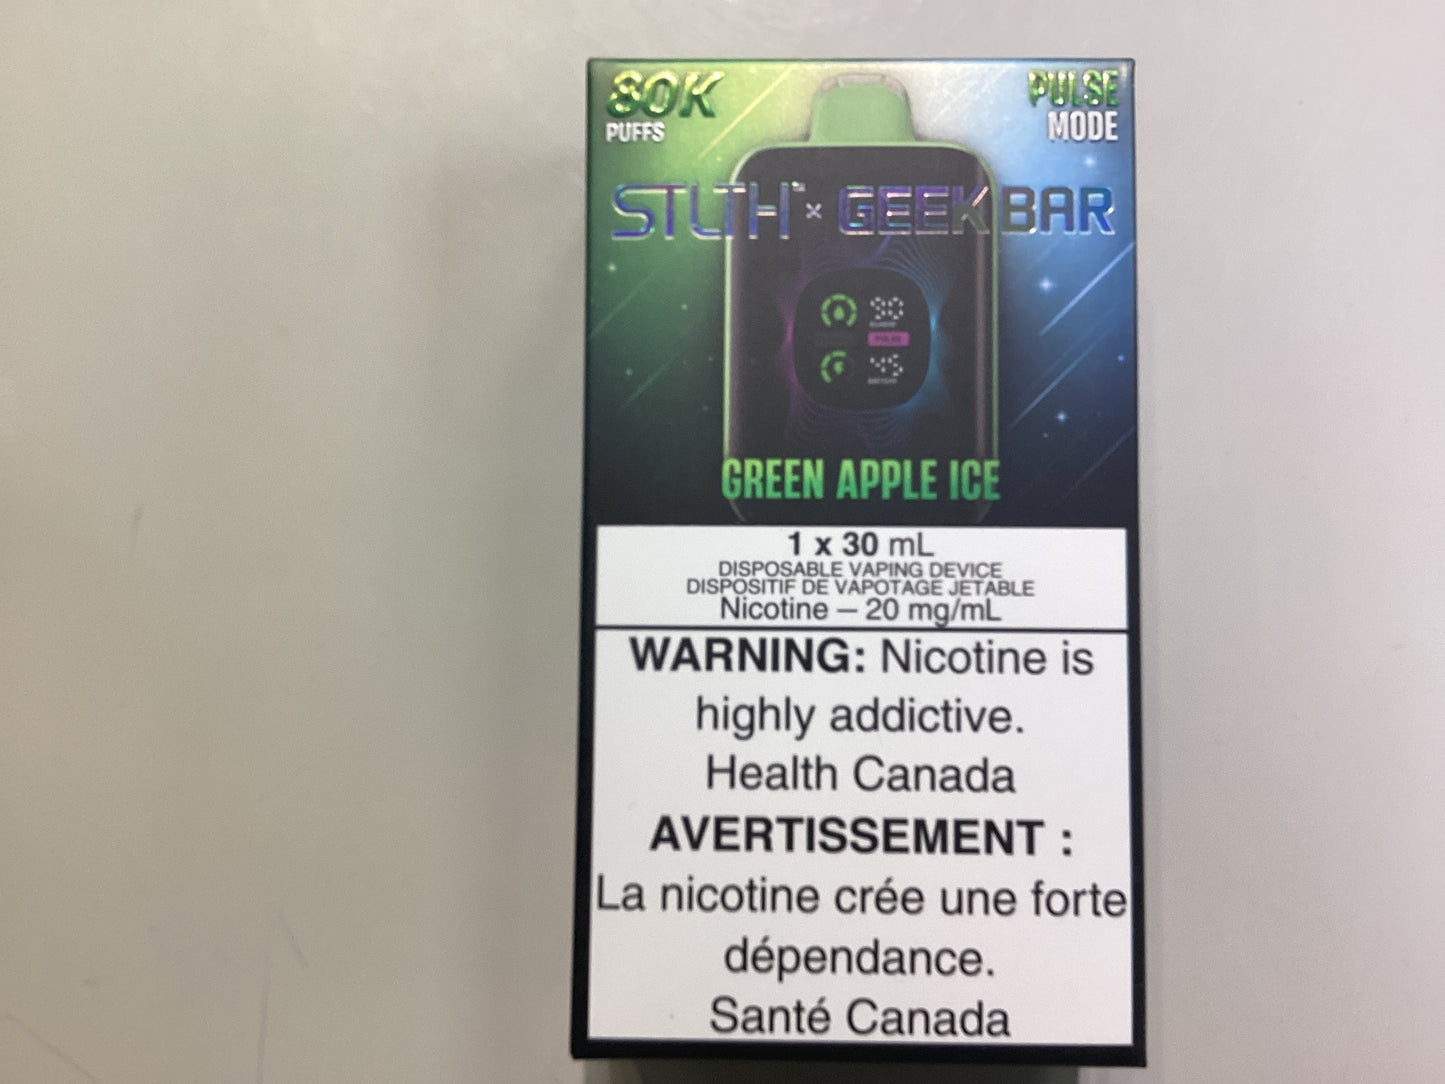 80K
PUFFS
PULSE
MODE
STLTH™ × GEEK BAR
GREEN APPLE ICE
1 x 30 mL
DISPOSABLE VAPING DEVICE
DISPOSITIF DE VAPOTAGE JETABLE
Nicotine – 20 mg/mL
WARNING: Nicotine is
highly addictive.
Health Canada
AVERTISSEMENT :
La nicotine crée une forte
dépendance.
Santé Canada